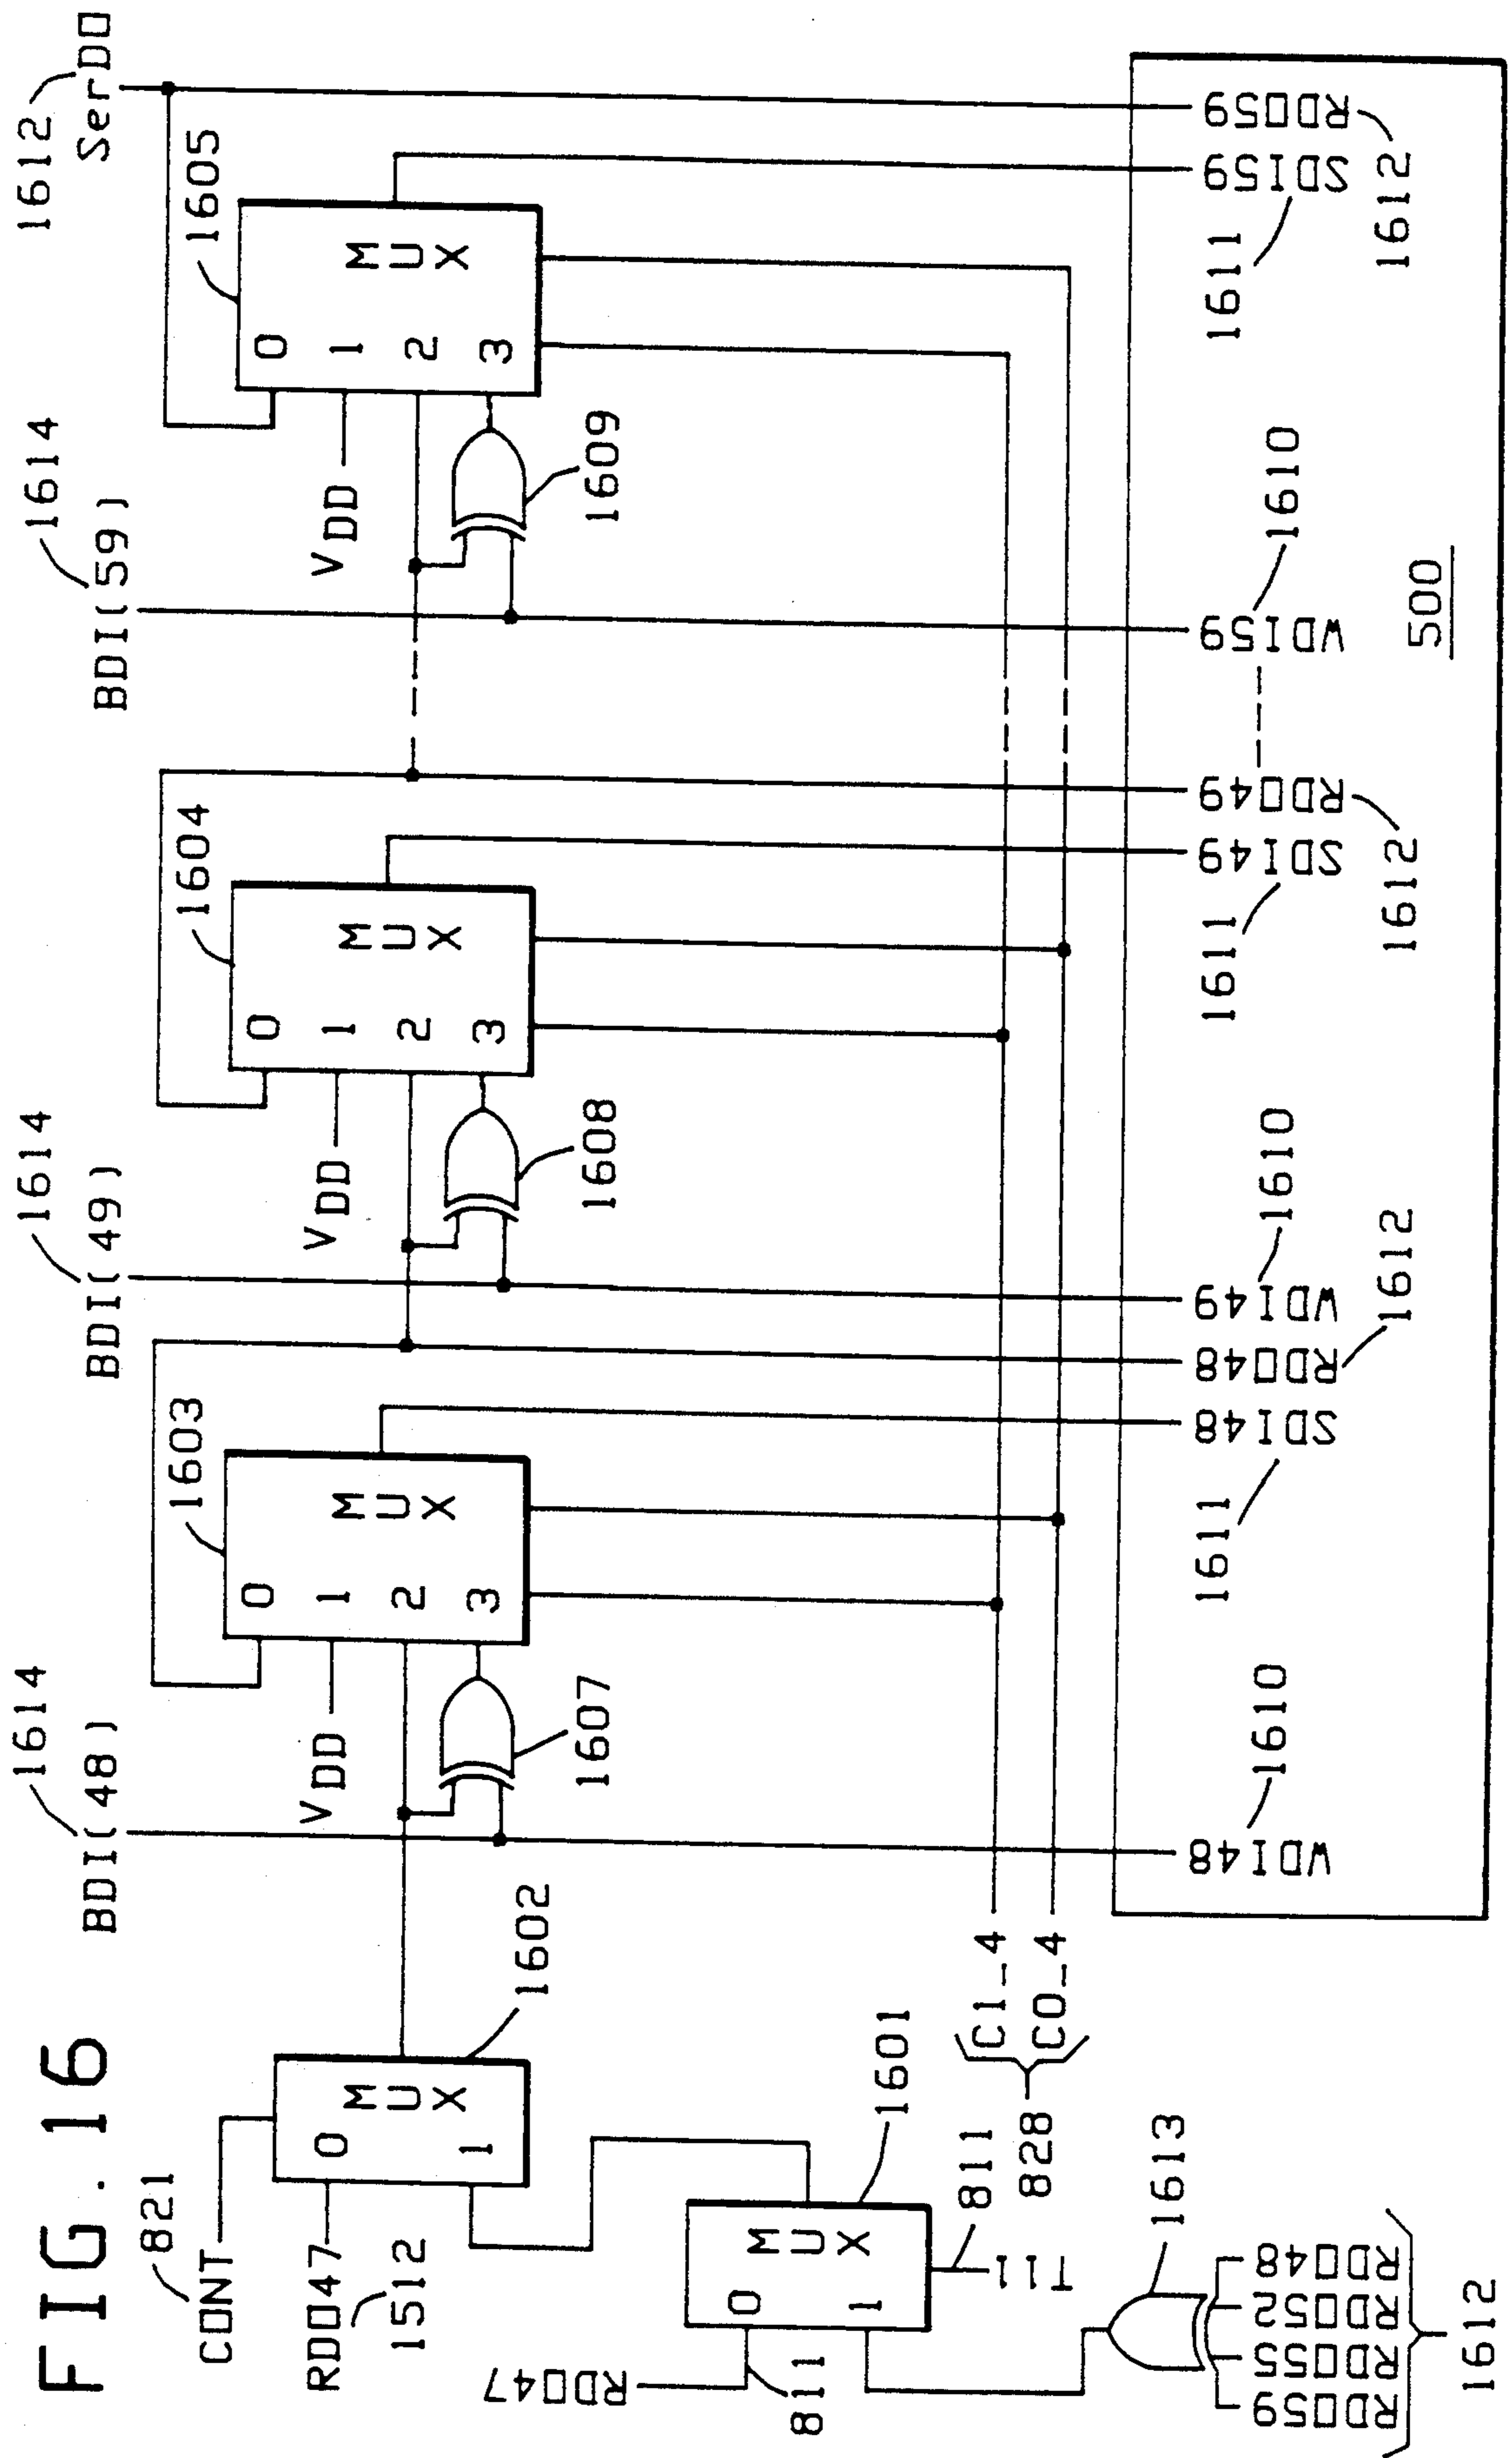 FIG. 16
1614
BDI(48)
1614
BDI(49)
1614
BDI(59)
1612
SerDO
821
CONT
RDO47
1512
0
1
MUX
1602
VDD
0
1
2
3
MUX
1603
1607
VDD
0
1
2
3
MUX
1604
1608
VDD
0
1
2
3
MUX
1605
1609
RDO47
811
0
1
MUX
1601
T11
811
828
C1_4
C0_4
1613
RDO59
RDO55
RDO52
RDO48
1612
WDI48
1610
SDI48
1611
RDO48
1612
WDI49
1610
SDI49
1611
RDO49
1612
WDI59
1610
SDI59
1611
RDO59
1612
500